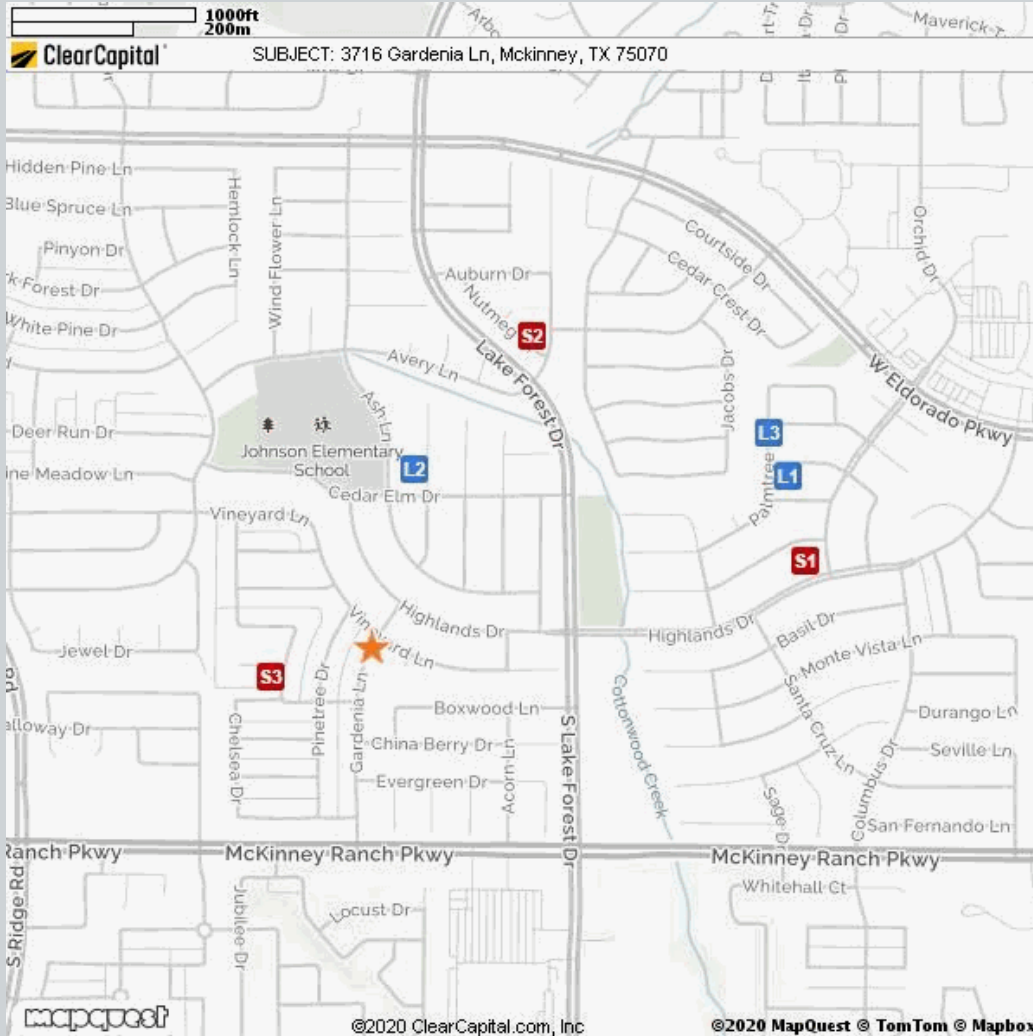 1000ft
200m
ClearCapital
SUBJECT: 3716 Gardenia Ln, Mckinney, TX 75070
Maverick-T
Hidden Pine Ln
Blue Spruce Ln
Pinyon Dr
k-Forest Dr
White Pine Dr
Hemlock Ln
Wind Flower Ln
Auburn Dr
Nutmeg
S2
Courtside Dr
Cedar Crest Dr
Orchid Dr
Avery Ln
Lake Forest Dr
Jacobs Dr
W Eldorado Pkwy
Deer Run Dr
Ash Ln
Johnson Elementary
School
L3
ine Meadow Ln
L2
L1
Palmtree
Cedar Elm Dr
Vineyard Ln
S1
Highlands Dr
Vineyard Ln
Highlands Dr
Basil Dr
Monte Vista Ln
Jewel Dr
S3
Pinetree Dr
Gardenia Ln
Boxwood Ln
Santa Cruz Ln
Durango Ln
alloway Dr
Chelsea Dr
China Berry Dr
Acorn Ln
S Lake Forest Dr
Cottonwood Creek
Columbus Dr
Seville Ln
Evergreen Dr
Sage D
San Fernando Ln
Ranch Pkwy
McKinney Ranch Pkwy
McKinney Ranch Pkwy
S Ridge Rd
Jubilee Dr
Locust Dr
Whitehall Ct
mapquest
©2020 ClearCapital.com, Inc
©2020 MapQuest © TomTom © Mapbox